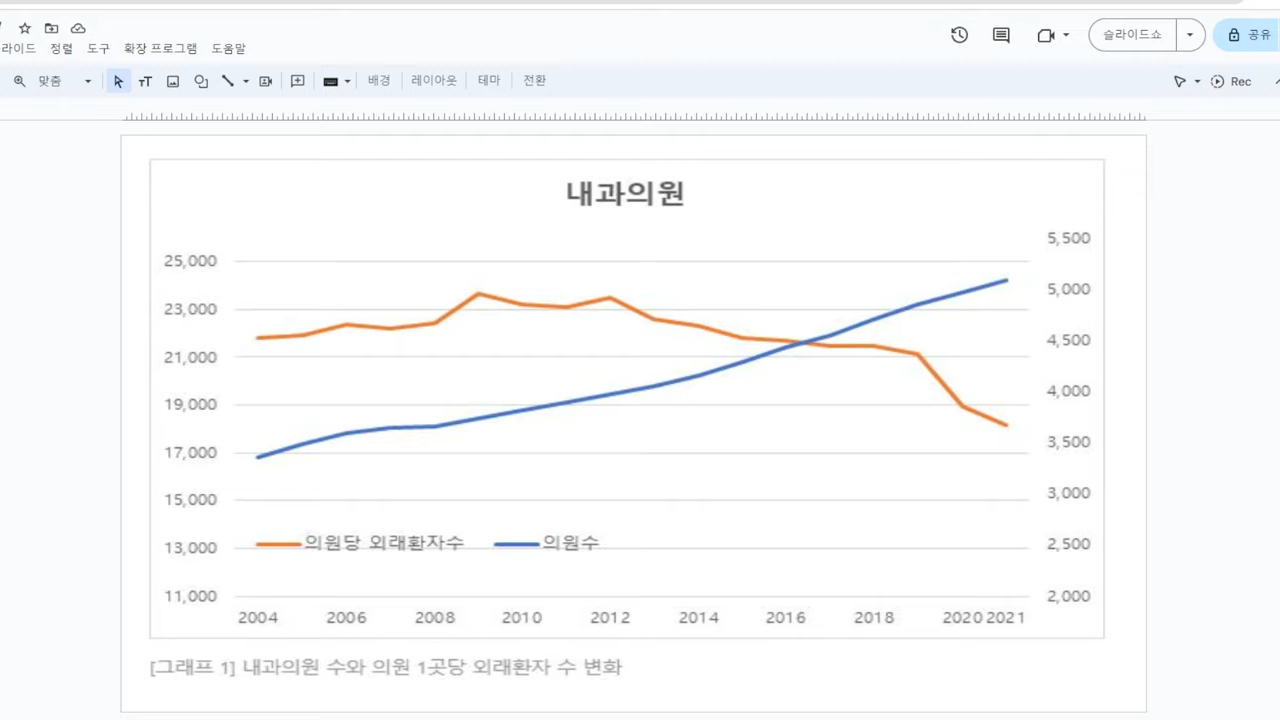 라이드 정렬 도구 확장 프로그램 도움말
슬라이드쇼
공유
맞춤
배경 레이아웃 테마 전환
Rec
내과의원
25,000
23,000
21,000
19,000
17,000
15,000
13,000
11,000
5,500
5,000
4,500
4,000
3,500
3,000
2,500
2,000
의원당 외래환자수 의원수
2004 2006 2008 2010 2012 2014 2016 2018 2020 2021
[그래프 1] 내과의원 수와 의원 1곳당 외래환자 수 변화